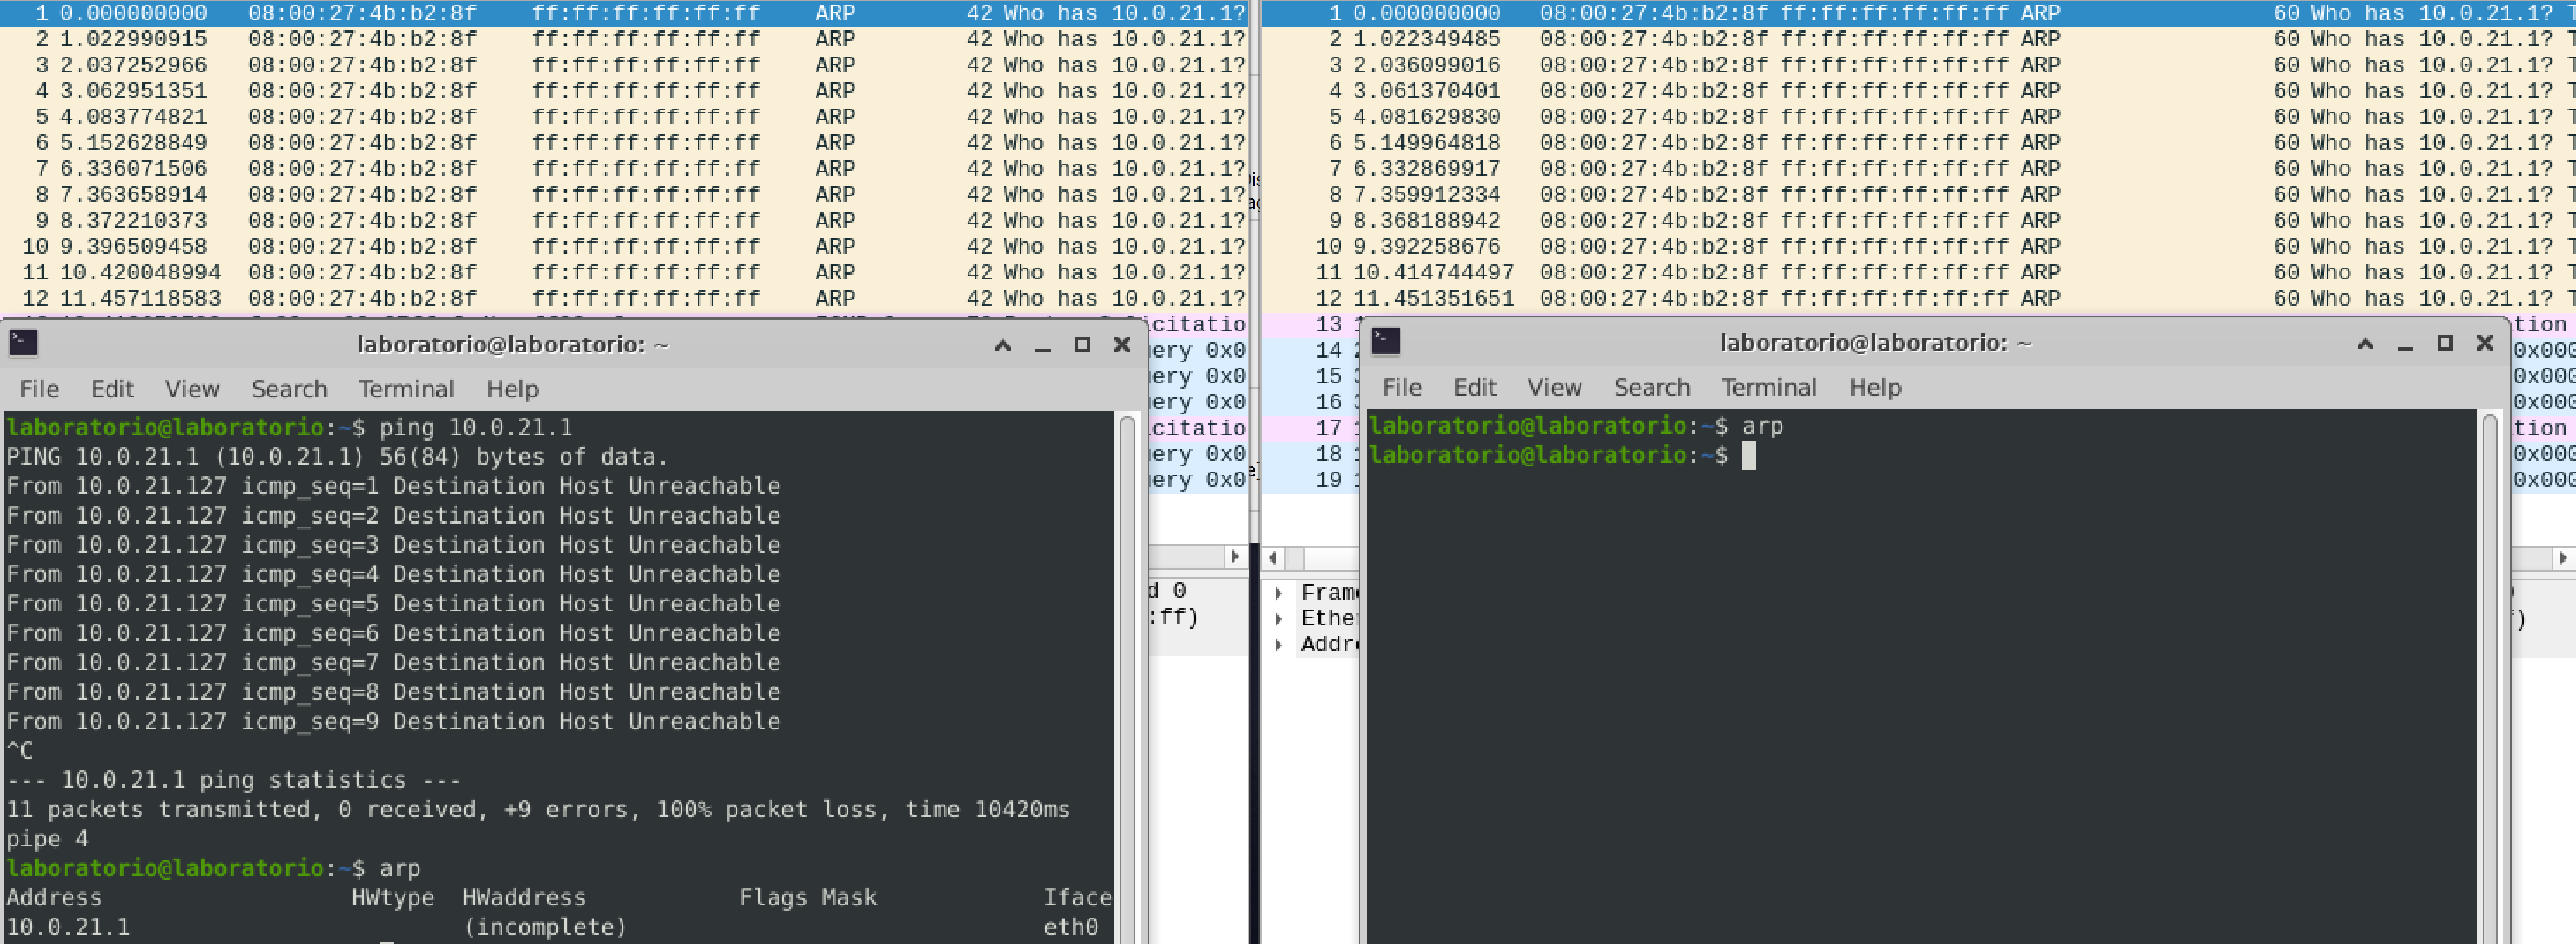 1 0.000000000 08:00:27:4b:b2:8f ff:ff:ff:ff:ff:ff ARP 42 Who has 10.0.21.1?
2 1.022990915 08:00:27:4b:b2:8f ff:ff:ff:ff:ff:ff ARP 42 Who has 10.0.21.1?
3 2.037252966 08:00:27:4b:b2:8f ff:ff:ff:ff:ff:ff ARP 42 Who has 10.0.21.1?
4 3.062951351 08:00:27:4b:b2:8f ff:ff:ff:ff:ff:ff ARP 42 Who has 10.0.21.1?
5 4.083774821 08:00:27:4b:b2:8f ff:ff:ff:ff:ff:ff ARP 42 Who has 10.0.21.1?
6 5.152628849 08:00:27:4b:b2:8f ff:ff:ff:ff:ff:ff ARP 42 Who has 10.0.21.1?
7 6.336071506 08:00:27:4b:b2:8f ff:ff:ff:ff:ff:ff ARP 42 Who has 10.0.21.1?
8 7.363658914 08:00:27:4b:b2:8f ff:ff:ff:ff:ff:ff ARP 42 Who has 10.0.21.1?
9 8.372210373 08:00:27:4b:b2:8f ff:ff:ff:ff:ff:ff ARP 42 Who has 10.0.21.1?
10 9.396509458 08:00:27:4b:b2:8f ff:ff:ff:ff:ff:ff ARP 42 Who has 10.0.21.1?
11 10.420048994 08:00:27:4b:b2:8f ff:ff:ff:ff:ff:ff ARP 42 Who has 10.0.21.1?
12 11.457118583 08:00:27:4b:b2:8f ff:ff:ff:ff:ff:ff ARP 42 Who has 10.0.21.1?
icitatio
uery 0x0
uery 0x0
uery 0x0
icitatio
uery 0x0
uery 0x0
d 0
:ff)
laboratorio@laboratorio: ~
File Edit View Search Terminal Help
laboratorio@laboratorio:~$ ping 10.0.21.1
PING 10.0.21.1 (10.0.21.1) 56(84) bytes of data.
From 10.0.21.127 icmp_seq=1 Destination Host Unreachable
From 10.0.21.127 icmp_seq=2 Destination Host Unreachable
From 10.0.21.127 icmp_seq=3 Destination Host Unreachable
From 10.0.21.127 icmp_seq=4 Destination Host Unreachable
From 10.0.21.127 icmp_seq=5 Destination Host Unreachable
From 10.0.21.127 icmp_seq=6 Destination Host Unreachable
From 10.0.21.127 icmp_seq=7 Destination Host Unreachable
From 10.0.21.127 icmp_seq=8 Destination Host Unreachable
From 10.0.21.127 icmp_seq=9 Destination Host Unreachable
^C
--- 10.0.21.1 ping statistics ---
11 packets transmitted, 0 received, +9 errors, 100% packet loss, time 10420ms
pipe 4
laboratorio@laboratorio:~$ arp
Address HWtype HWaddress Flags Mask Iface
10.0.21.1 (incomplete) eth0
1 0.000000000 08:00:27:4b:b2:8f ff:ff:ff:ff:ff:ff ARP 60 Who has 10.0.21.1? T
2 1.022349485 08:00:27:4b:b2:8f ff:ff:ff:ff:ff:ff ARP 60 Who has 10.0.21.1? T
3 2.036099016 08:00:27:4b:b2:8f ff:ff:ff:ff:ff:ff ARP 60 Who has 10.0.21.1? T
4 3.061370401 08:00:27:4b:b2:8f ff:ff:ff:ff:ff:ff ARP 60 Who has 10.0.21.1? T
5 4.081629830 08:00:27:4b:b2:8f ff:ff:ff:ff:ff:ff ARP 60 Who has 10.0.21.1? T
6 5.149964818 08:00:27:4b:b2:8f ff:ff:ff:ff:ff:ff ARP 60 Who has 10.0.21.1? T
7 6.332869917 08:00:27:4b:b2:8f ff:ff:ff:ff:ff:ff ARP 60 Who has 10.0.21.1? T
8 7.359912334 08:00:27:4b:b2:8f ff:ff:ff:ff:ff:ff ARP 60 Who has 10.0.21.1? T
9 8.368188942 08:00:27:4b:b2:8f ff:ff:ff:ff:ff:ff ARP 60 Who has 10.0.21.1? T
10 9.392258676 08:00:27:4b:b2:8f ff:ff:ff:ff:ff:ff ARP 60 Who has 10.0.21.1? T
11 10.414744497 08:00:27:4b:b2:8f ff:ff:ff:ff:ff:ff ARP 60 Who has 10.0.21.1? T
12 11.451351651 08:00:27:4b:b2:8f ff:ff:ff:ff:ff:ff ARP 60 Who has 10.0.21.1? T
13 tion
14 0x000
15 0x000
16 0x000
17 tion
18 0x000
19 0x000
Fram
Ethe
Addr
laboratorio@laboratorio: ~
File Edit View Search Terminal Help
laboratorio@laboratorio:~$ arp
laboratorio@laboratorio:~$